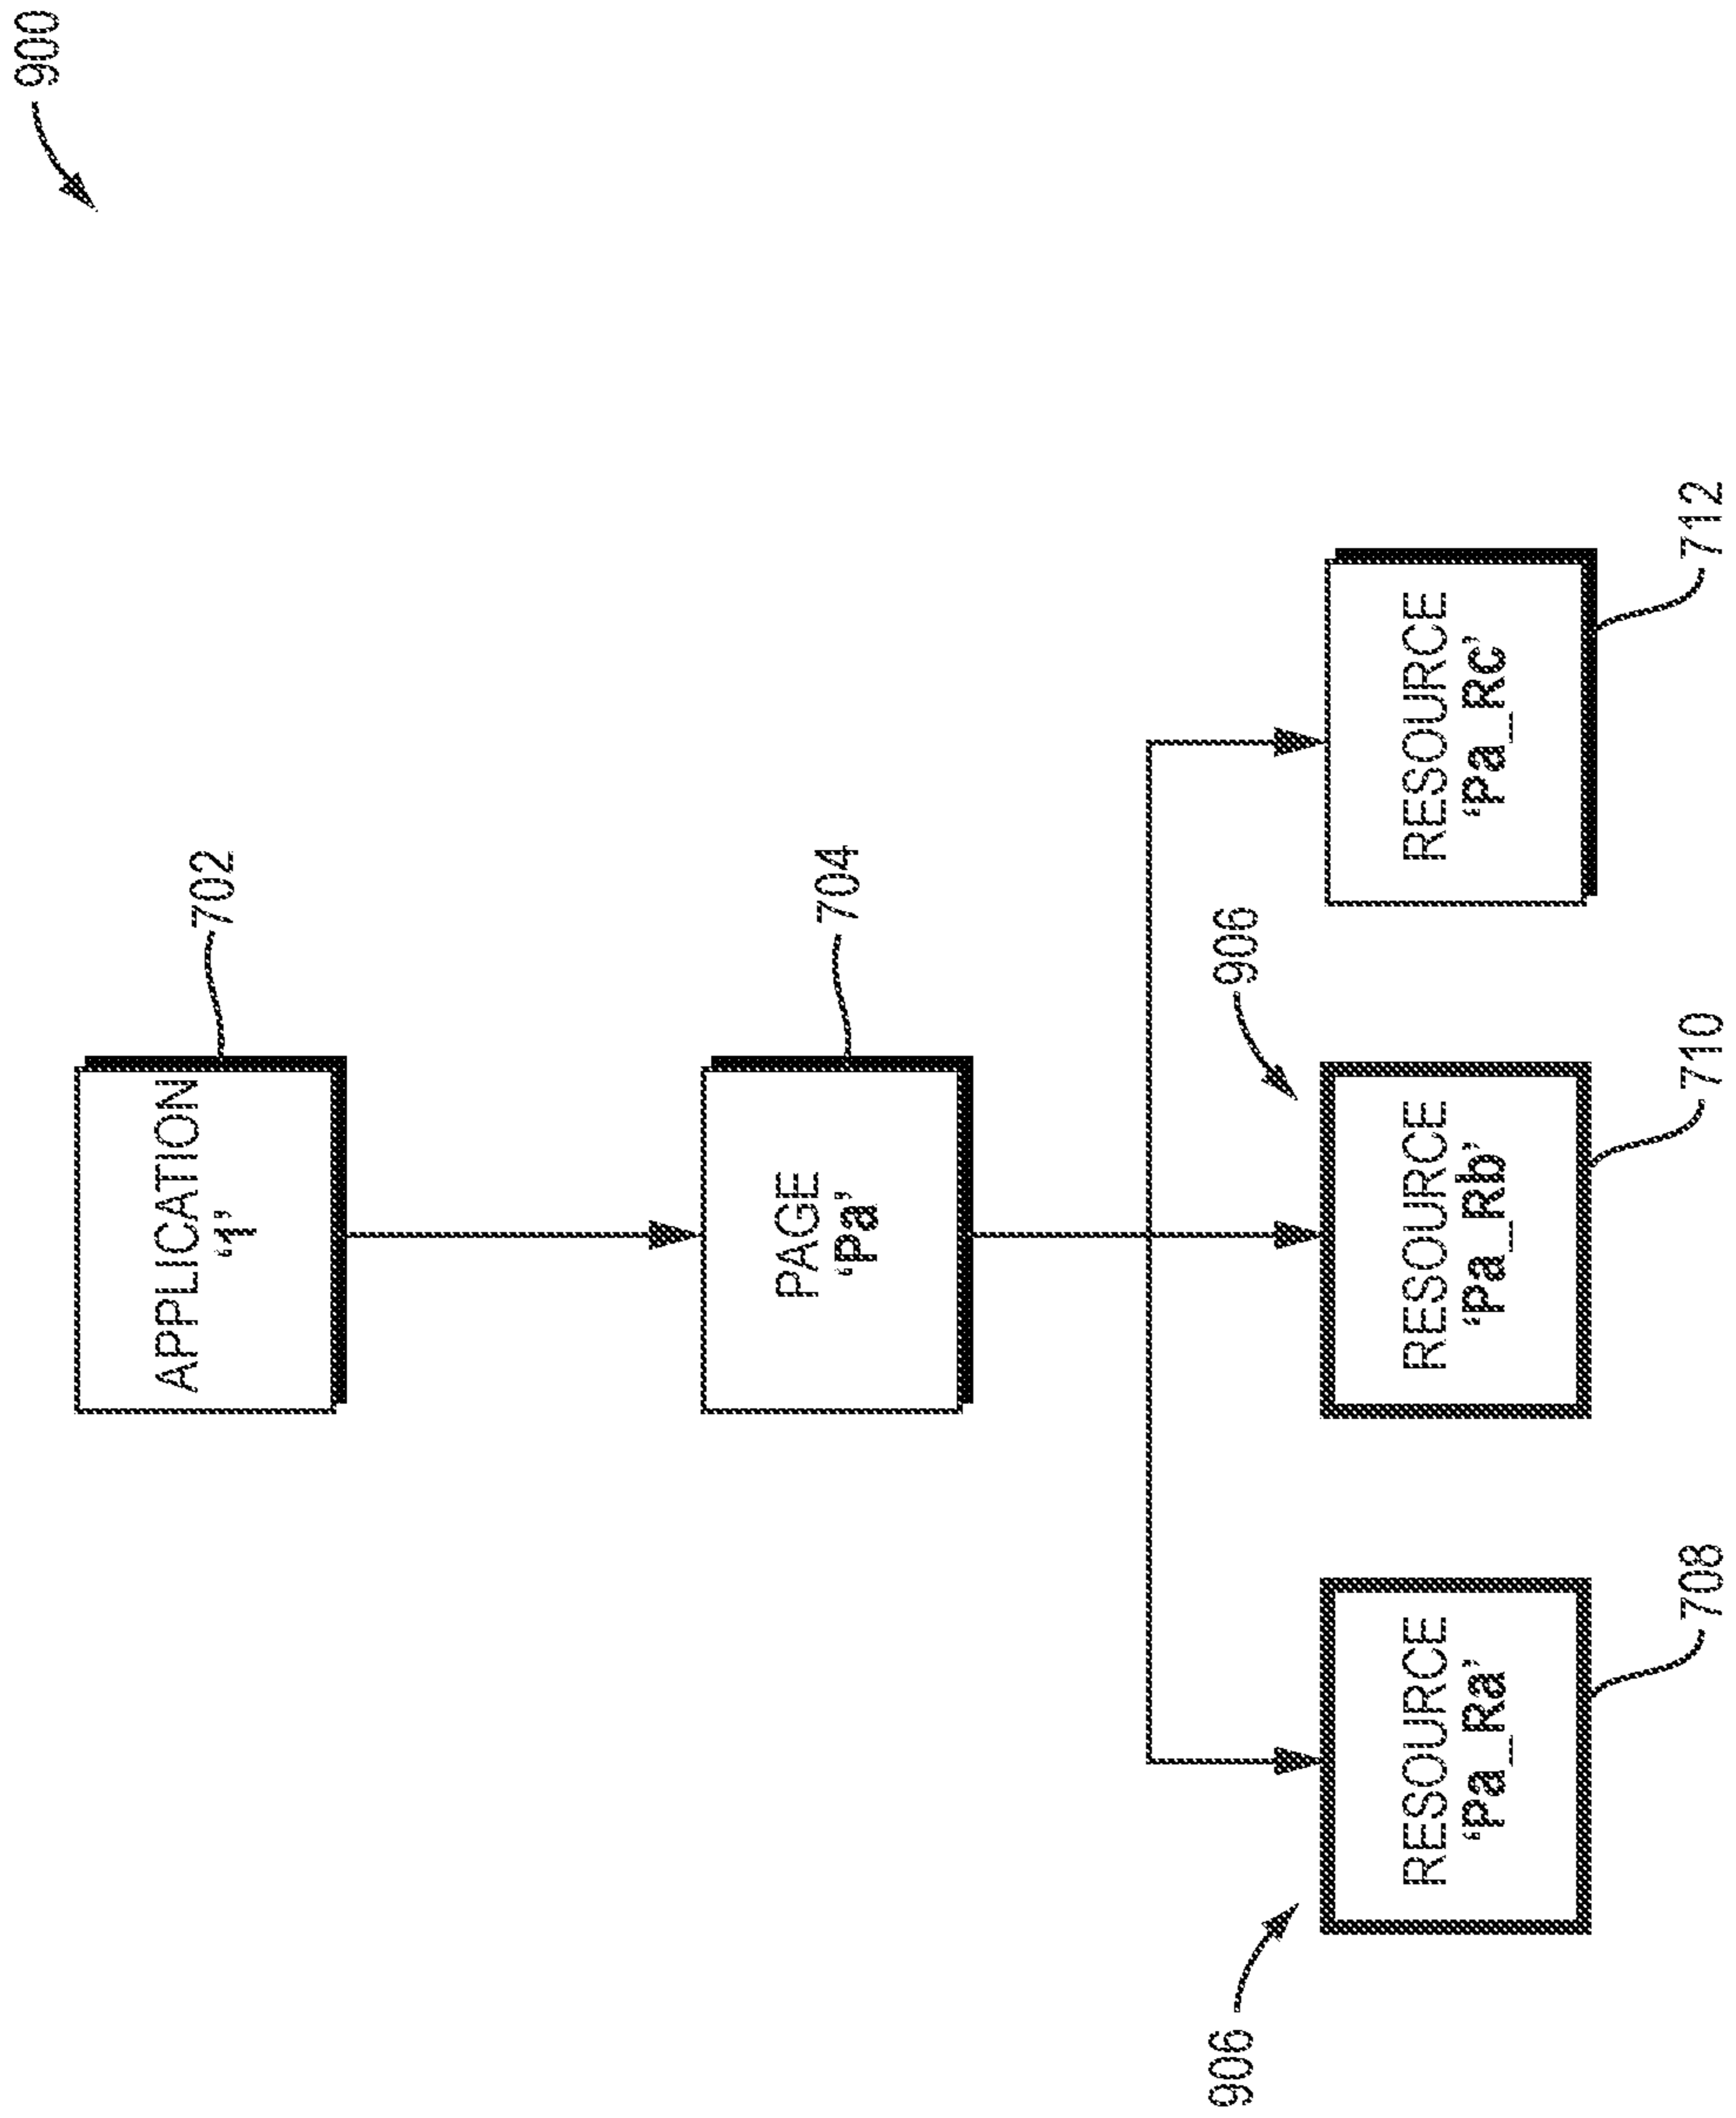 900
APPLICATION
‘1’
702
PAGE
‘Pa’
704
906
RESOURCE
‘Pa_Ra’
708
906
RESOURCE
‘Pa_Rb’
710
RESOURCE
‘Pa_Rc’
712